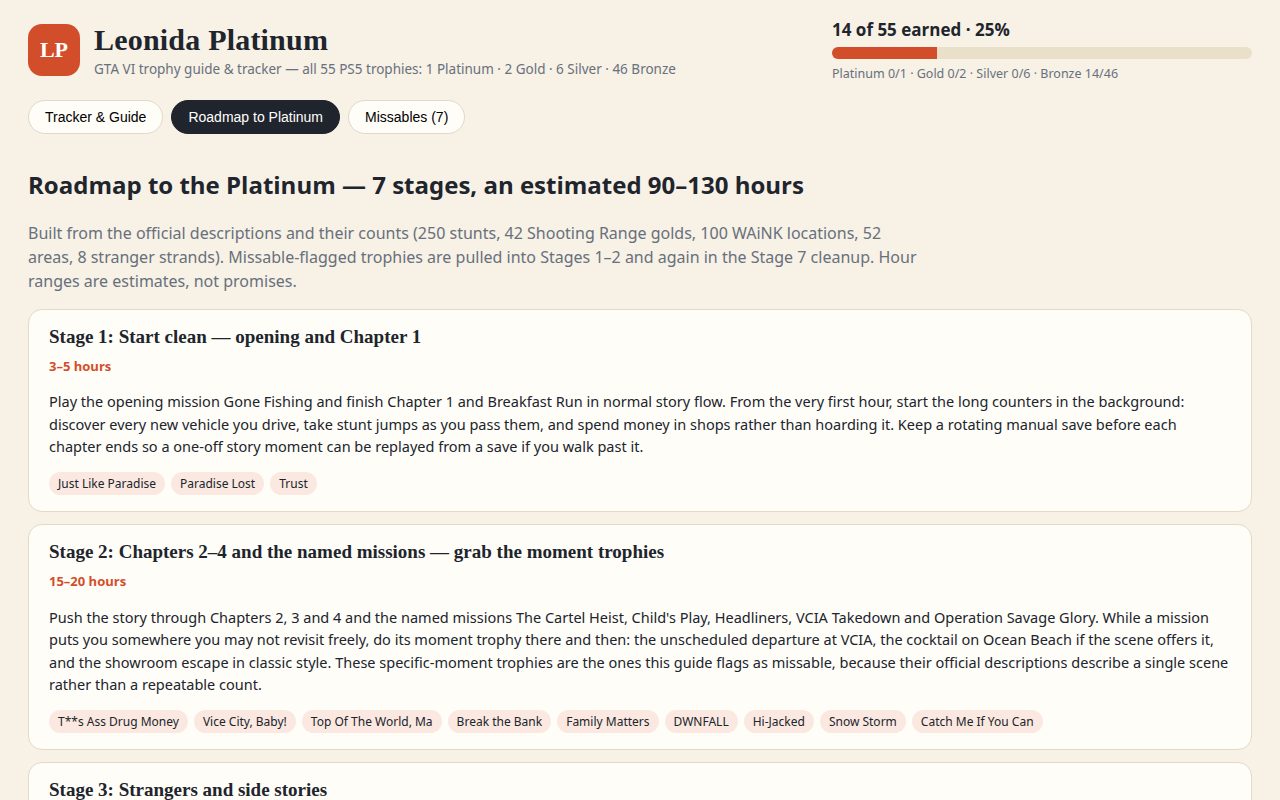 LP
Leonida Platinum
GTA VI trophy guide & tracker — all 55 PS5 trophies: 1 Platinum · 2 Gold · 6 Silver · 46 Bronze
14 of 55 earned · 25%
Platinum 0/1 · Gold 0/2 · Silver 0/6 · Bronze 14/46
Tracker & Guide
Roadmap to Platinum
Missables (7)
Roadmap to the Platinum — 7 stages, an estimated 90–130 hours
Built from the official descriptions and their counts (250 stunts, 42 Shooting Range golds, 100 WAiNK locations, 52
areas, 8 stranger strands). Missable-flagged trophies are pulled into Stages 1–2 and again in the Stage 7 cleanup. Hour
ranges are estimates, not promises.
Stage 1: Start clean — opening and Chapter 1
3–5 hours
Play the opening mission Gone Fishing and finish Chapter 1 and Breakfast Run in normal story flow. From the very first hour, start the long counters in the background:
discover every new vehicle you drive, take stunt jumps as you pass them, and spend money in shops rather than hoarding it. Keep a rotating manual save before each
chapter ends so a one-off story moment can be replayed from a save if you walk past it.
Just Like Paradise
Paradise Lost
Trust
Stage 2: Chapters 2–4 and the named missions — grab the moment trophies
15–20 hours
Push the story through Chapters 2, 3 and 4 and the named missions The Cartel Heist, Child's Play, Headliners, VCIA Takedown and Operation Savage Glory. While a mission
puts you somewhere you may not revisit freely, do its moment trophy there and then: the unscheduled departure at VCIA, the cocktail on Ocean Beach if the scene offers it,
and the showroom escape in classic style. These specific-moment trophies are the ones this guide flags as missable, because their official descriptions describe a single scene
rather than a repeatable count.
T**s Ass Drug Money
Vice City, Baby!
Top Of The World, Ma
Break the Bank
Family Matters
DWNFALL
Hi-Jacked
Snow Storm
Catch Me If You Can
Stage 3: Strangers and side stories